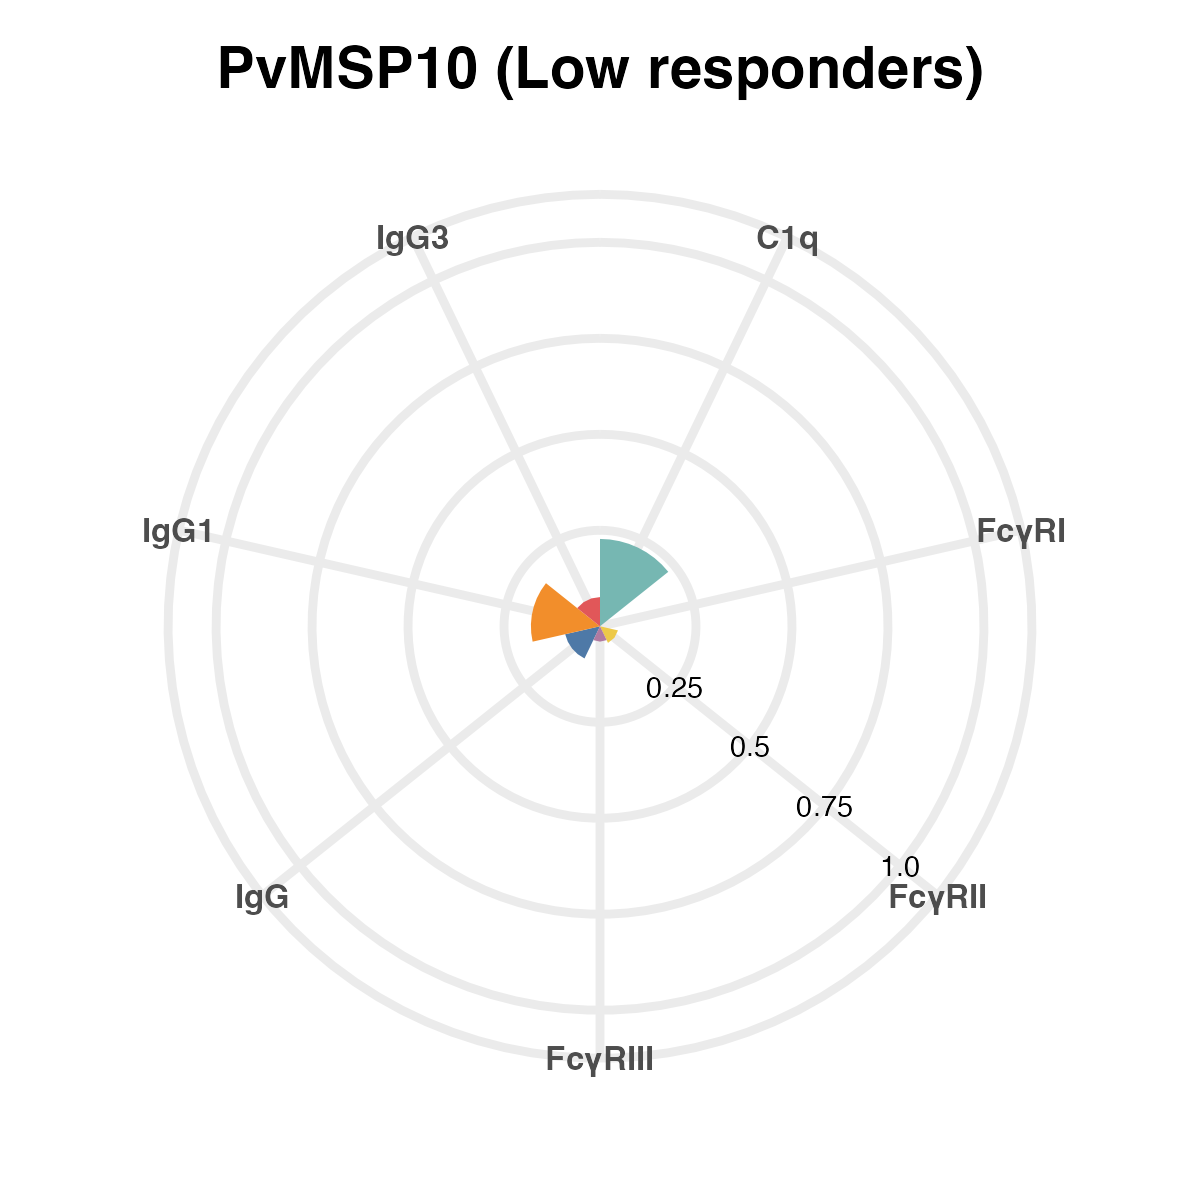 PvMSP10 (Low responders)
IgG3
C1q
IgG1
FcγRI
0.25
0.5
0.75
1.0
IgG
FcγRII
FcγRIII